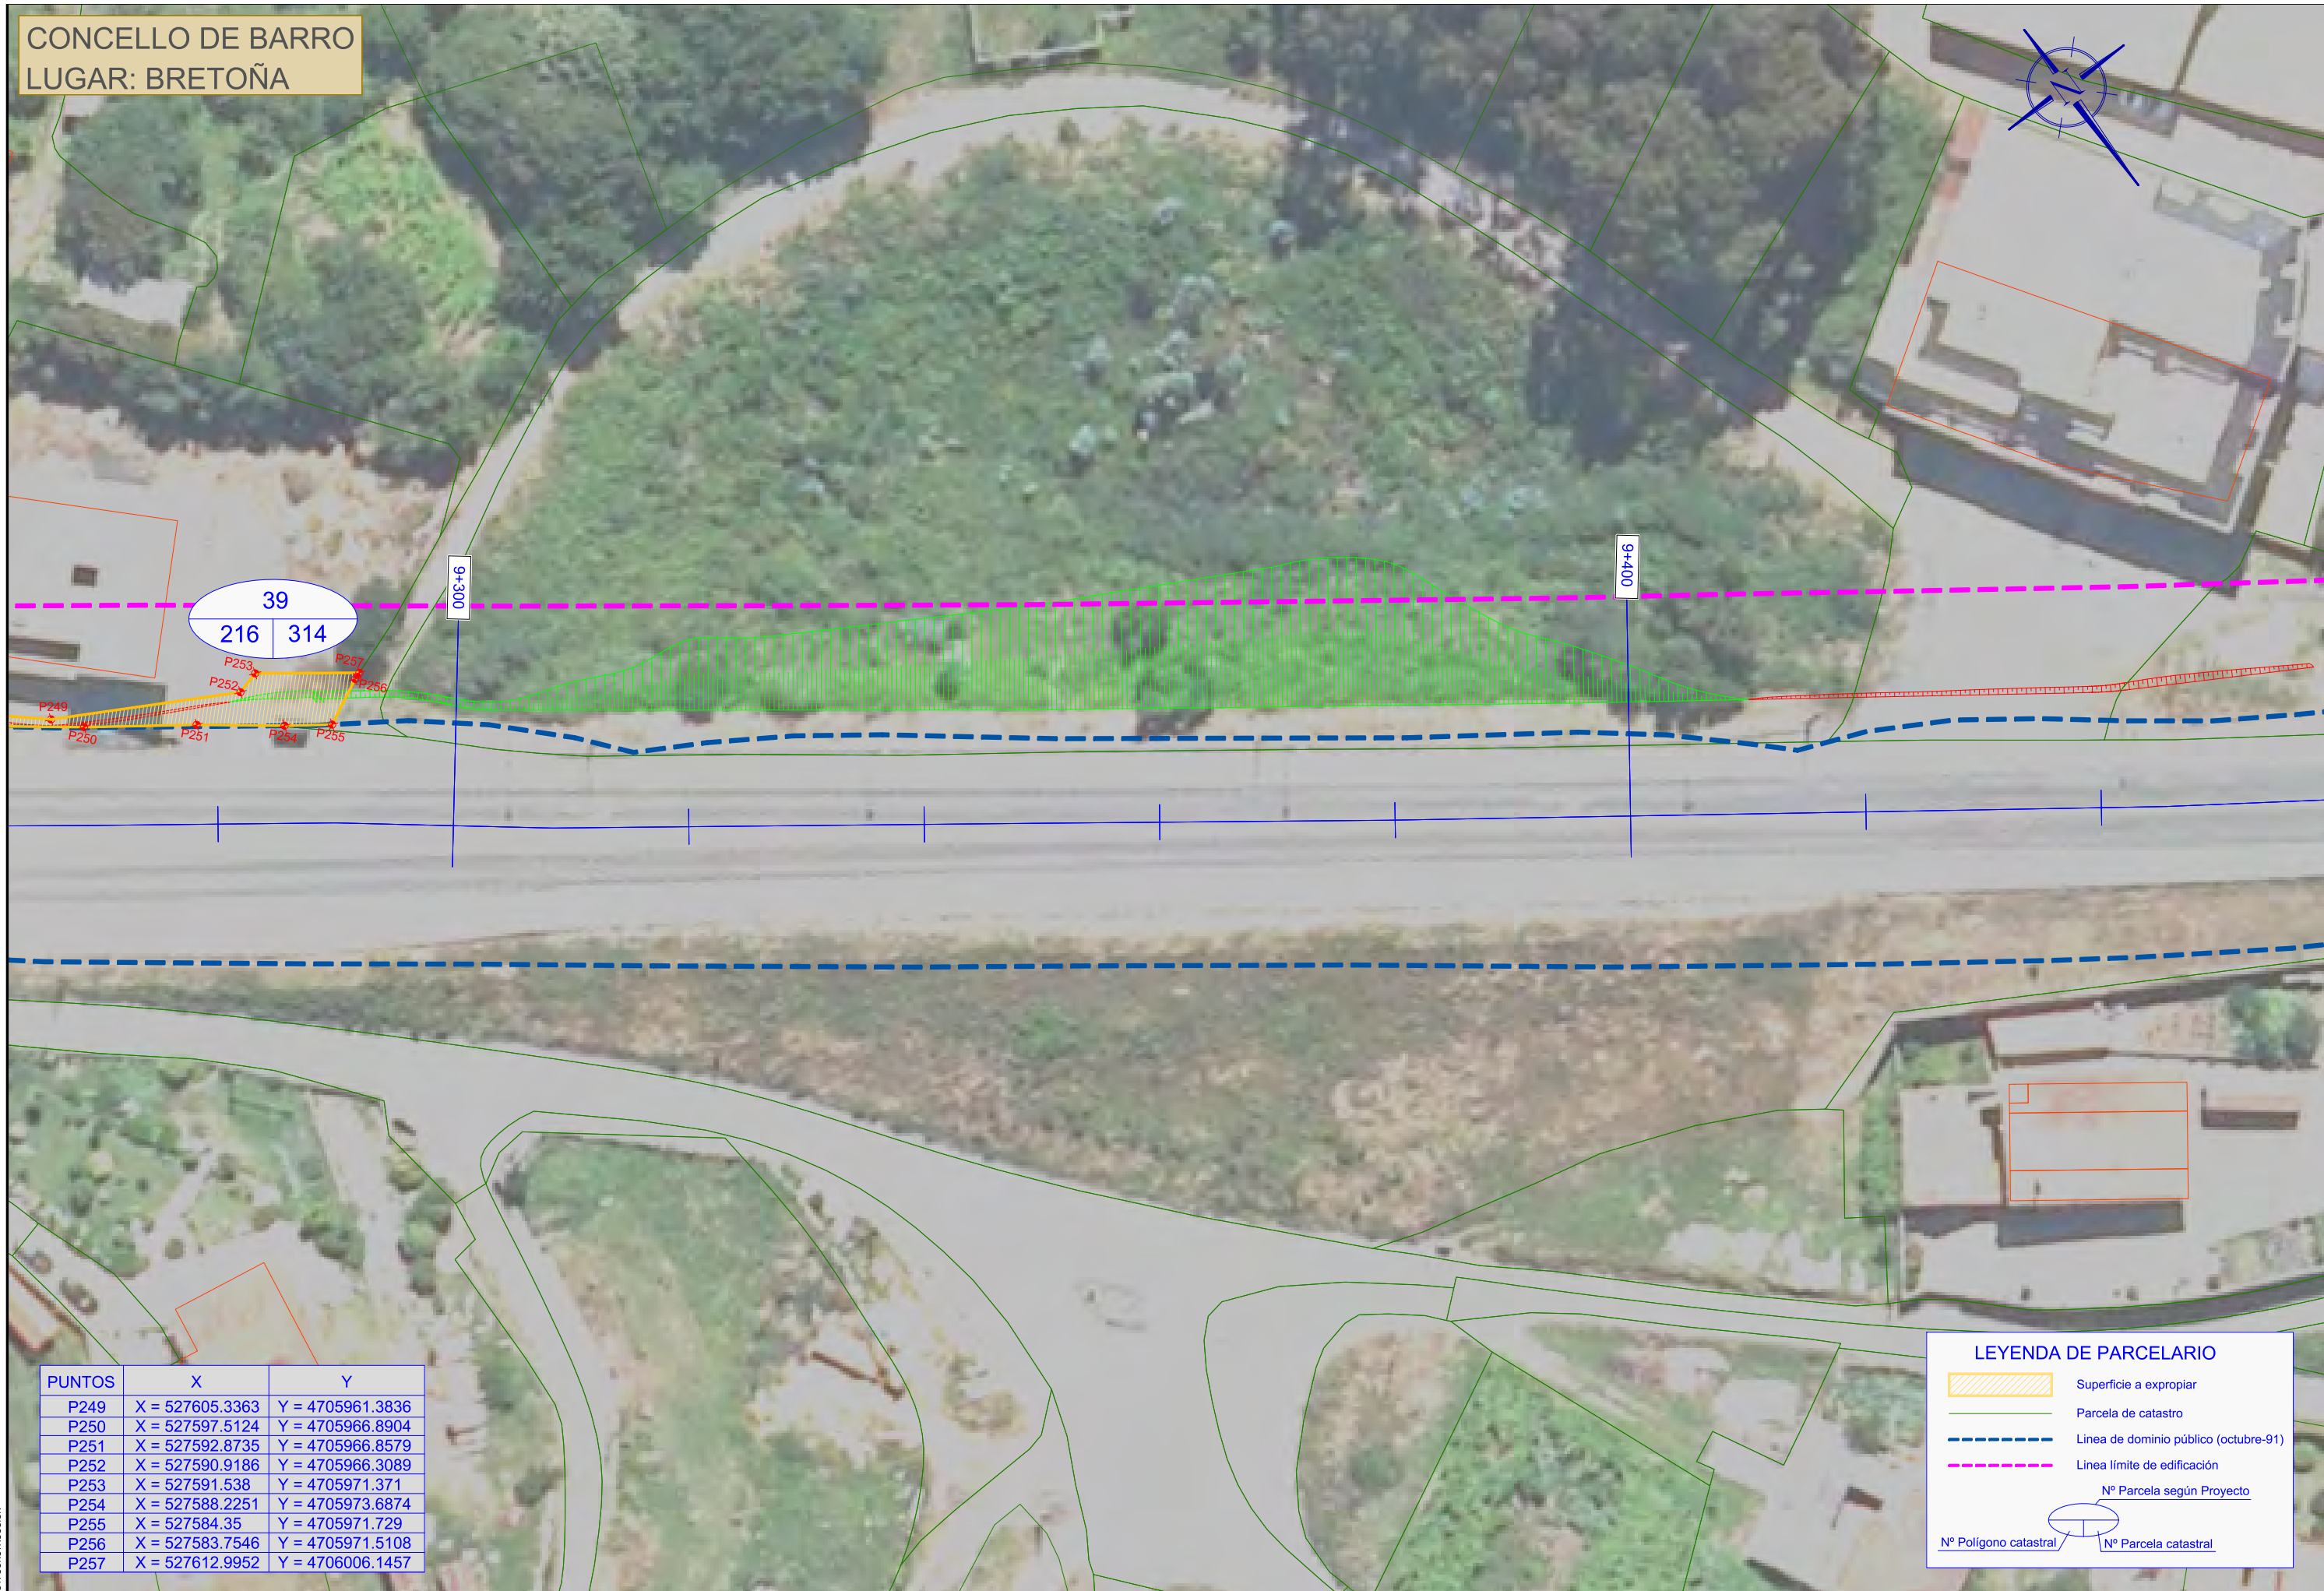 CONCELLO DE BARRO
LUGAR: BRETOÑA
9+300
9+400
39
216 314
P253
P257
P252
P256
P249
P250
P251
P254
P255
PUNTOS X Y
P249 X = 527605.3363 Y = 4705961.3836
P250 X = 527597.5124 Y = 4705966.8904
P251 X = 527592.8735 Y = 4705966.8579
P252 X = 527590.9186 Y = 4705966.3089
P253 X = 527591.538 Y = 4705971.371
P254 X = 527588.2251 Y = 4705973.6874
P255 X = 527584.35 Y = 4705971.729
P256 X = 527583.7546 Y = 4705971.5108
P257 X = 527612.9952 Y = 4706006.1457
LEYENDA DE PARCELARIO
Superficie a expropiar
Parcela de catastro
Linea de dominio público (octubre-91)
Linea límite de edificación
Nº Parcela según Proyecto
Nº Polígono catastral
Nº Parcela catastral